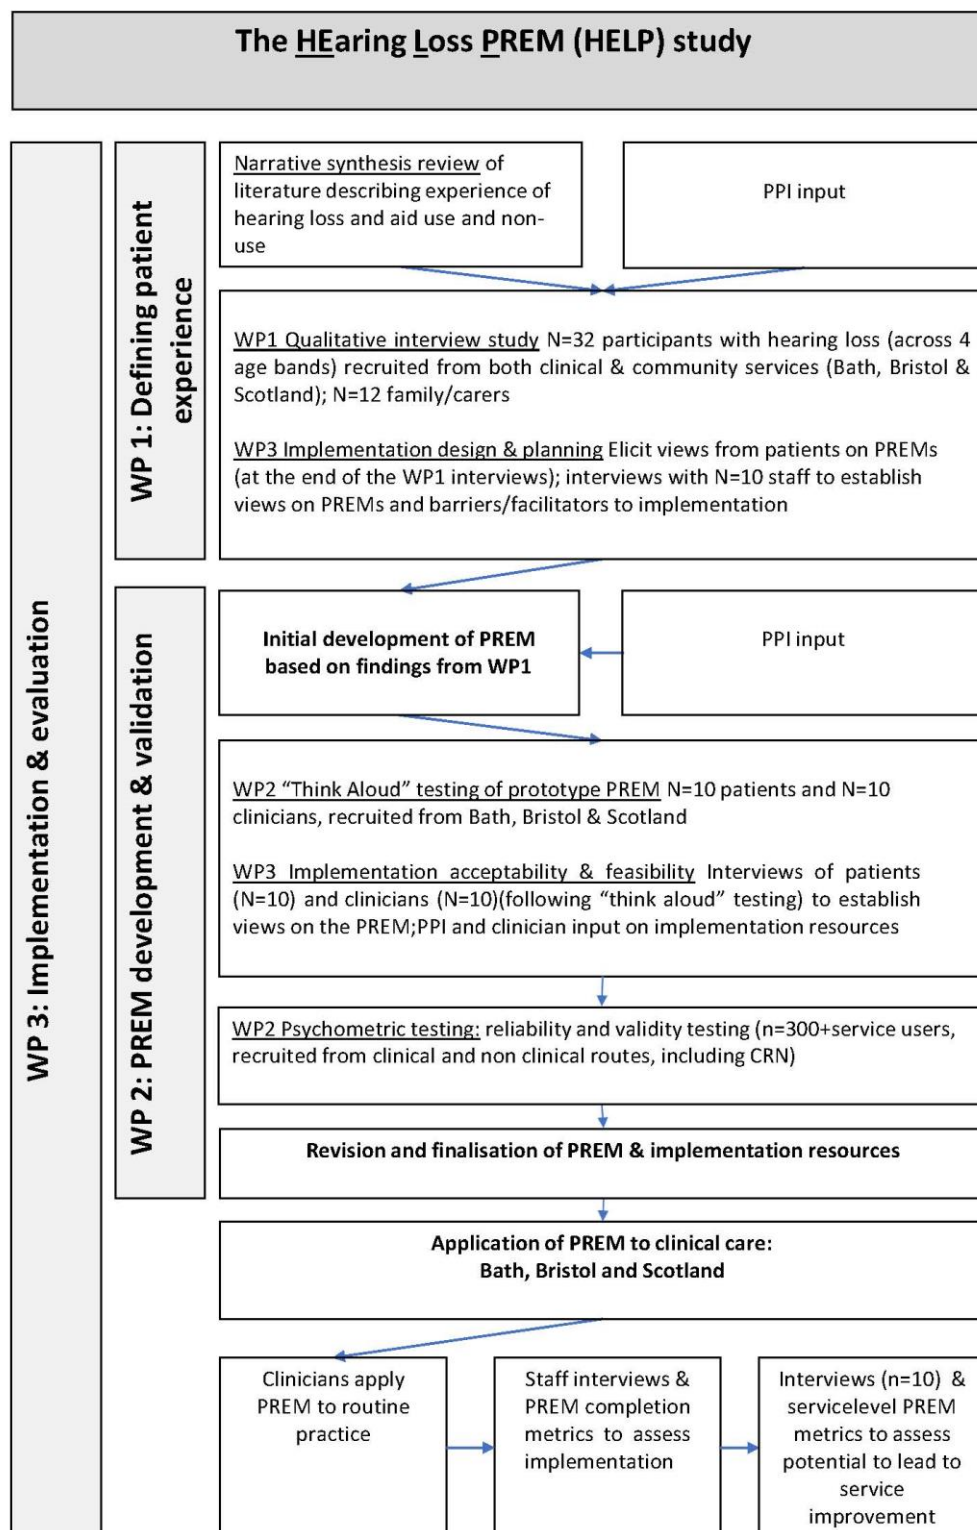 The HEaring Loss PREM (HELP) study
WP 3: Implementation & evaluation
WP 1: Defining patient
experience
Narrative synthesis review of
literature describing experience of
hearing loss and aid use and non-
use
PPI input
WP1 Qualitative interview study N=32 participants with hearing loss (across 4
age bands) recruited from both clinical & community services (Bath, Bristol &
Scotland); N=12 family/carers
WP3 Implementation design & planning Elicit views from patients on PREMs
(at the end of the WP1 interviews); interviews with N=10 staff to establish
views on PREMs and barriers/facilitators to implementation
WP 2: PREM development & validation
Initial development of PREM
based on findings from WP1
PPI input
WP2 “Think Aloud” testing of prototype PREM N=10 patients and N=10
clinicians, recruited from Bath, Bristol & Scotland
WP3 Implementation acceptability & feasibility Interviews of patients
(N=10) and clinicians (N=10)(following “think aloud” testing) to establish
views on the PREM;PPI and clinician input on implementation resources
WP2 Psychometric testing: reliability and validity testing (n=300+service users,
recruited from clinical and non clinical routes, including CRN)
Revision and finalisation of PREM & implementation resources
Application of PREM to clinical care:
Bath, Bristol and Scotland
Clinicians apply
PREM to routine
practice
Staff interviews &
PREM completion
metrics to assess
implementation
Interviews (n=10) &
servicelevel PREM
metrics to assess
potential to lead to
service
improvement